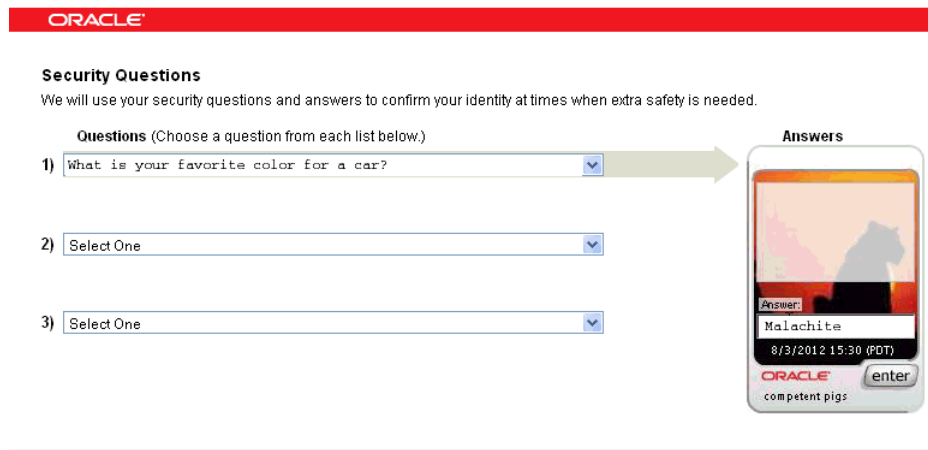 ORACLE
Security Questions
We will use your security questions and answers to confirm your identity at times when extra safety is needed.
Questions (Choose a question from each list below.)
Answers
1) What is your favorite color for a car?
2) Select One
3) Select One
Answer:
Malachite
8/3/2012 15:30 (PDT)
ORACLE
enter
competent pigs